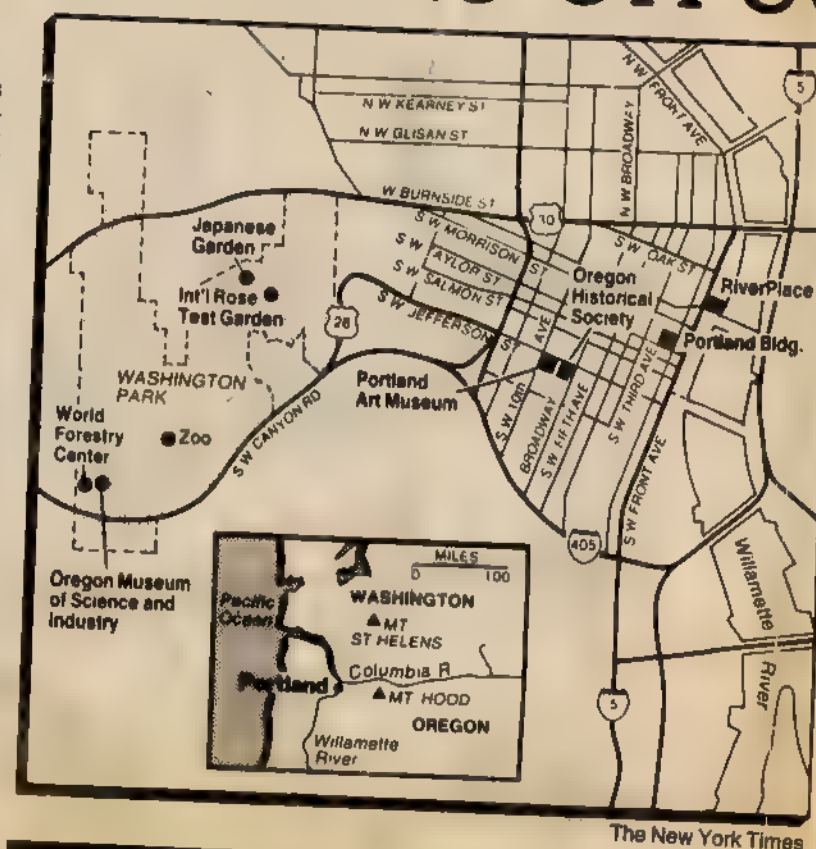 N W KEARNEY ST
N W GLISAN ST
N W BROADWAY
N W FRONT AVE
5
W BURNSIDE ST
30
Japanese
Garden
Int'l Rose
Test Garden
S W MORRISON ST
S W TAYLOR ST
S W SALMON ST
S W JEFFERSON ST
S W OAK ST
26
Oregon
Historical
Society
RiverPlace
Portland Bldg.
WASHINGTON
PARK
Portland
Art Museum
World
Forestry
Center
Zoo
S W CANYON RD
S W 10TH AVE
BROADWAY
S W FIFTH AVE
S W THIRD AVE
S W FRONT AVE
405
Oregon Museum
of Science and
Industry
Willamette
River
5
MILES
0 100
Pacific
Ocean
WASHINGTON
MT
ST HELENS
Columbia R
Portland
MT HOOD
OREGON
Willamette
River
The New York Times